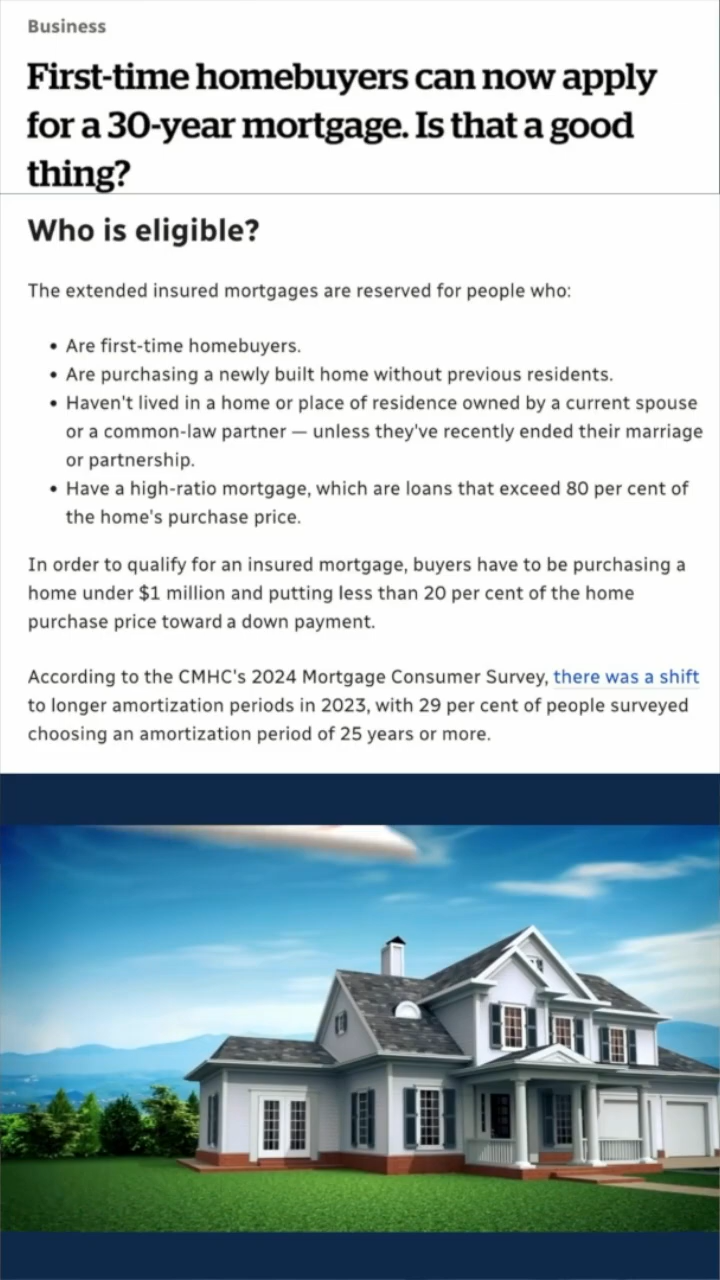 Business
First-time homebuyers can now apply
for a 30-year mortgage. Is that a good
thing?
Who is eligible?
The extended insured mortgages are reserved for people who:
• Are first-time homebuyers.
• Are purchasing a newly built home without previous residents.
• Haven't lived in a home or place of residence owned by a current spouse
or a common-law partner — unless they've recently ended their marriage
or partnership.
• Have a high-ratio mortgage, which are loans that exceed 80 per cent of
the home's purchase price.
In order to qualify for an insured mortgage, buyers have to be purchasing a
home under $1 million and putting less than 20 per cent of the home
purchase price toward a down payment.
According to the CMHC's 2024 Mortgage Consumer Survey, there was a shift
to longer amortization periods in 2023, with 29 per cent of people surveyed
choosing an amortization period of 25 years or more.